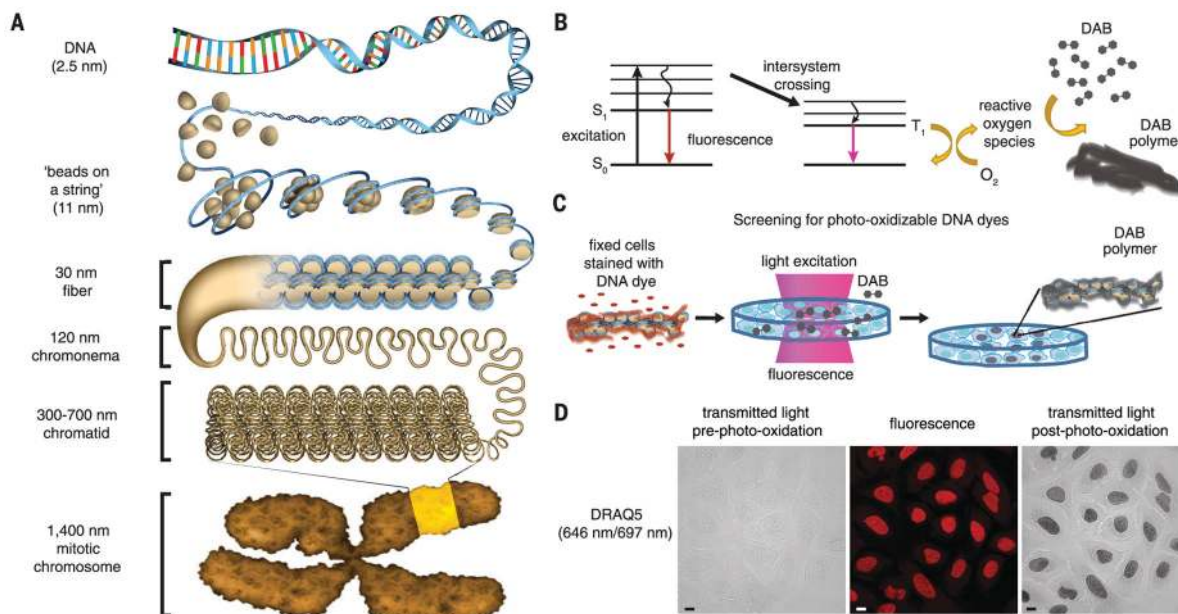 A
DNA
(2.5 nm)
'beads on
a string'
(11 nm)
30 nm
fiber
120 nm
chromonema
300-700 nm
chromatid
1,400 nm
mitotic
chromosome
B
S1
excitation
S0
fluorescence
intersystem
crossing
T1
reactive
oxygen
species
O2
DAB
DAB
polymer
C
Screening for photo-oxidizable DNA dyes
fixed cells
stained with
DNA dye
light excitation
DAB
fluorescence
DAB
polymer
D
transmitted light
pre-photo-oxidation
fluorescence
transmitted light
post-photo-oxidation
DRAQ5
(646 nm/697 nm)